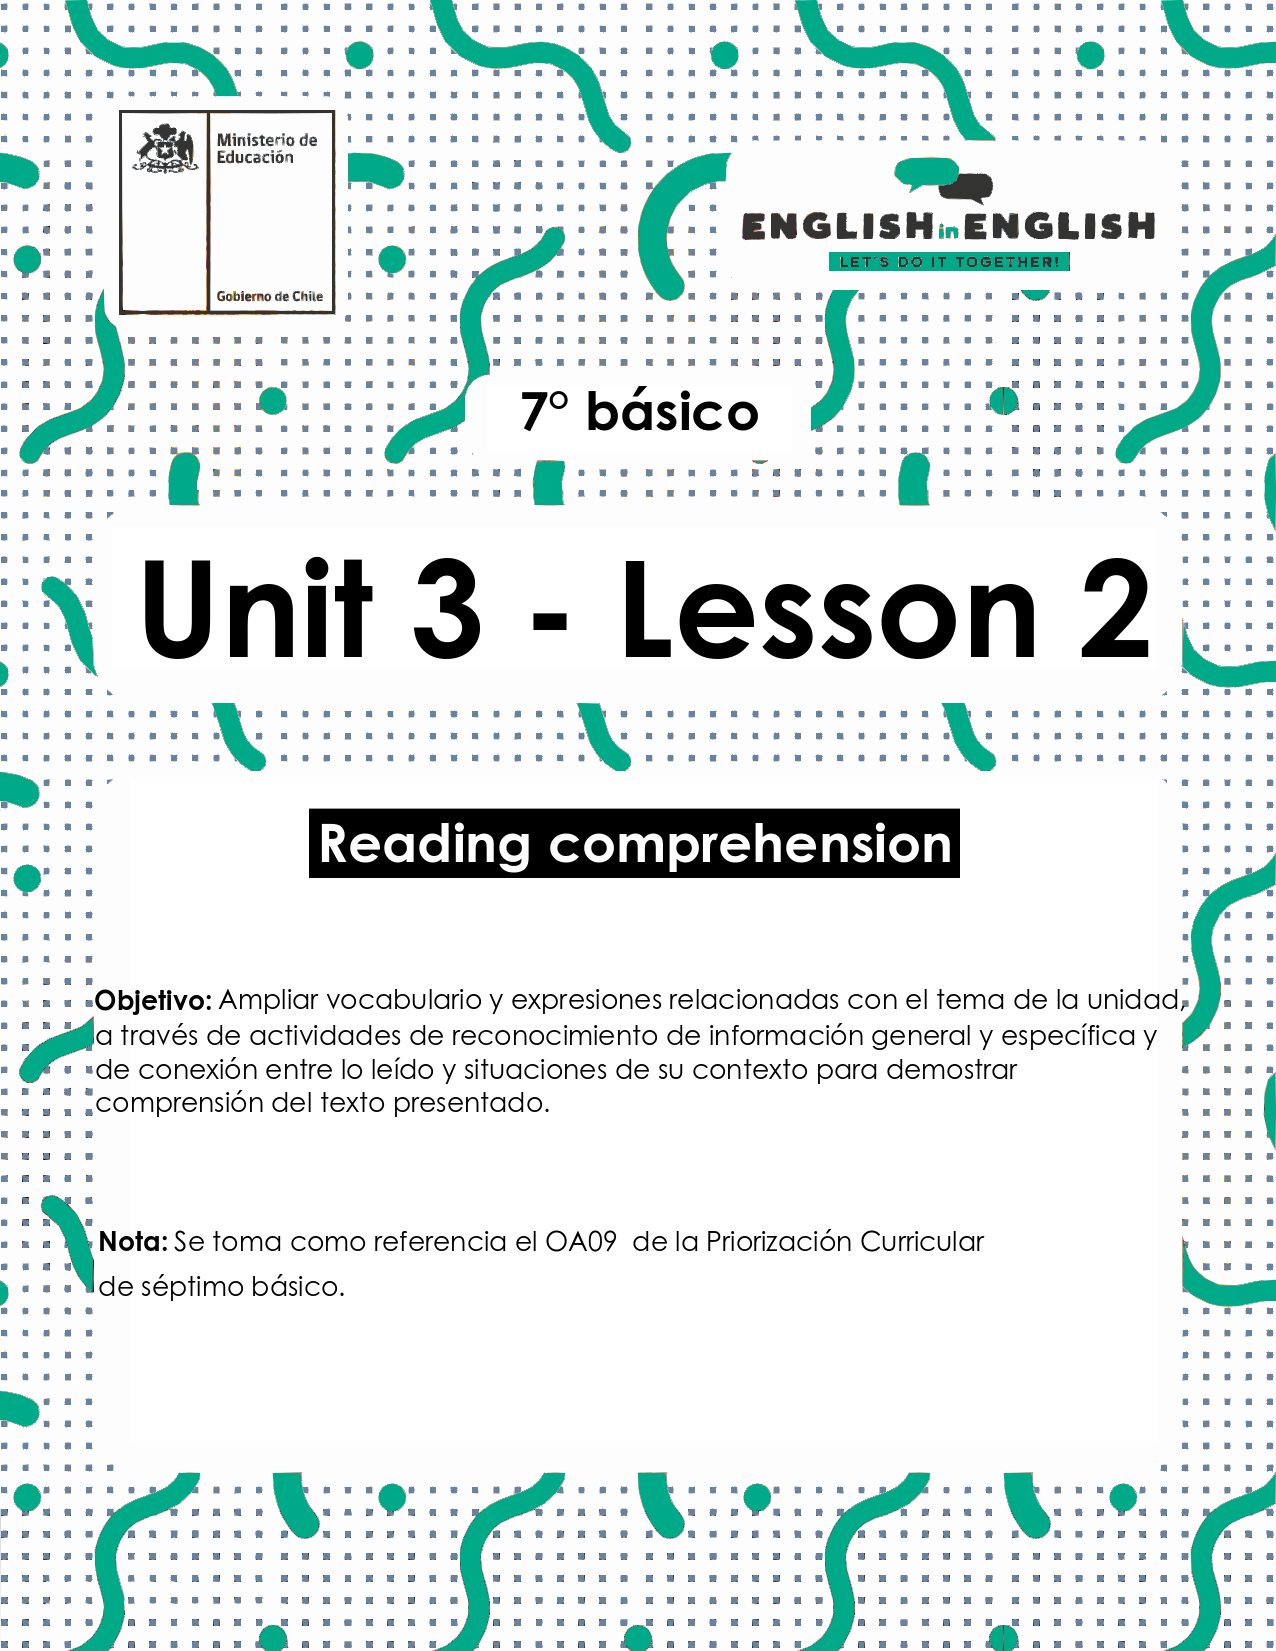 Ministerio de
Educación
Gobierno de Chile
ENGLISH in ENGLISH
LET'S DO IT TOGETHER!
7° básico
Unit 3 - Lesson 2
Reading comprehension
Objetivo: Ampliar vocabulario y expresiones relacionadas con el tema de la unidad,
a través de actividades de reconocimiento de información general y específica y
de conexión entre lo leído y situaciones de su contexto para demostrar
comprensión del texto presentado.
Nota: Se toma como referencia el OA09 de la Priorización Curricular
de séptimo básico.